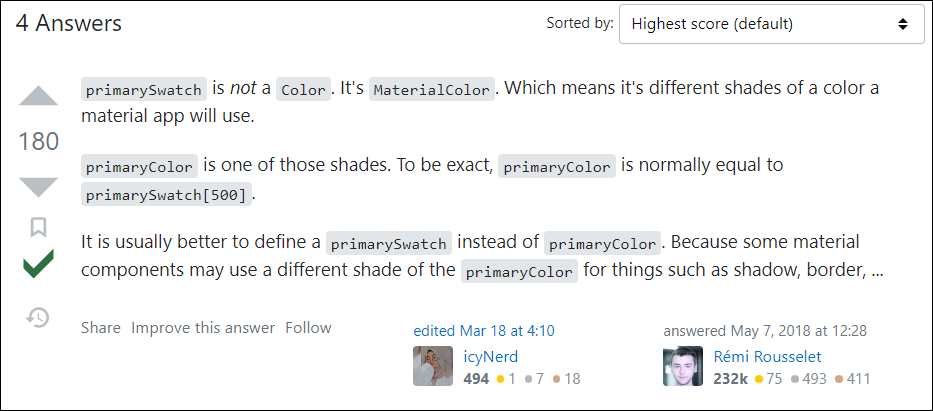 4 Answers
Sorted by: Highest score (default)
primarySwatch is not a Color. It's MaterialColor. Which means it's different shades of a color a
material app will use.
180
primaryColor is one of those shades. To be exact, primaryColor is normally equal to
primarySwatch[500].
It is usually better to define a primarySwatch instead of primaryColor. Because some material
components may use a different shade of the primaryColor for things such as shadow, border, ...
Share Improve this answer Follow
edited Mar 18 at 4:10
icyNerd
494 1 7 18
answered May 7, 2018 at 12:28
Rémi Rousselet
232k 75 493 411